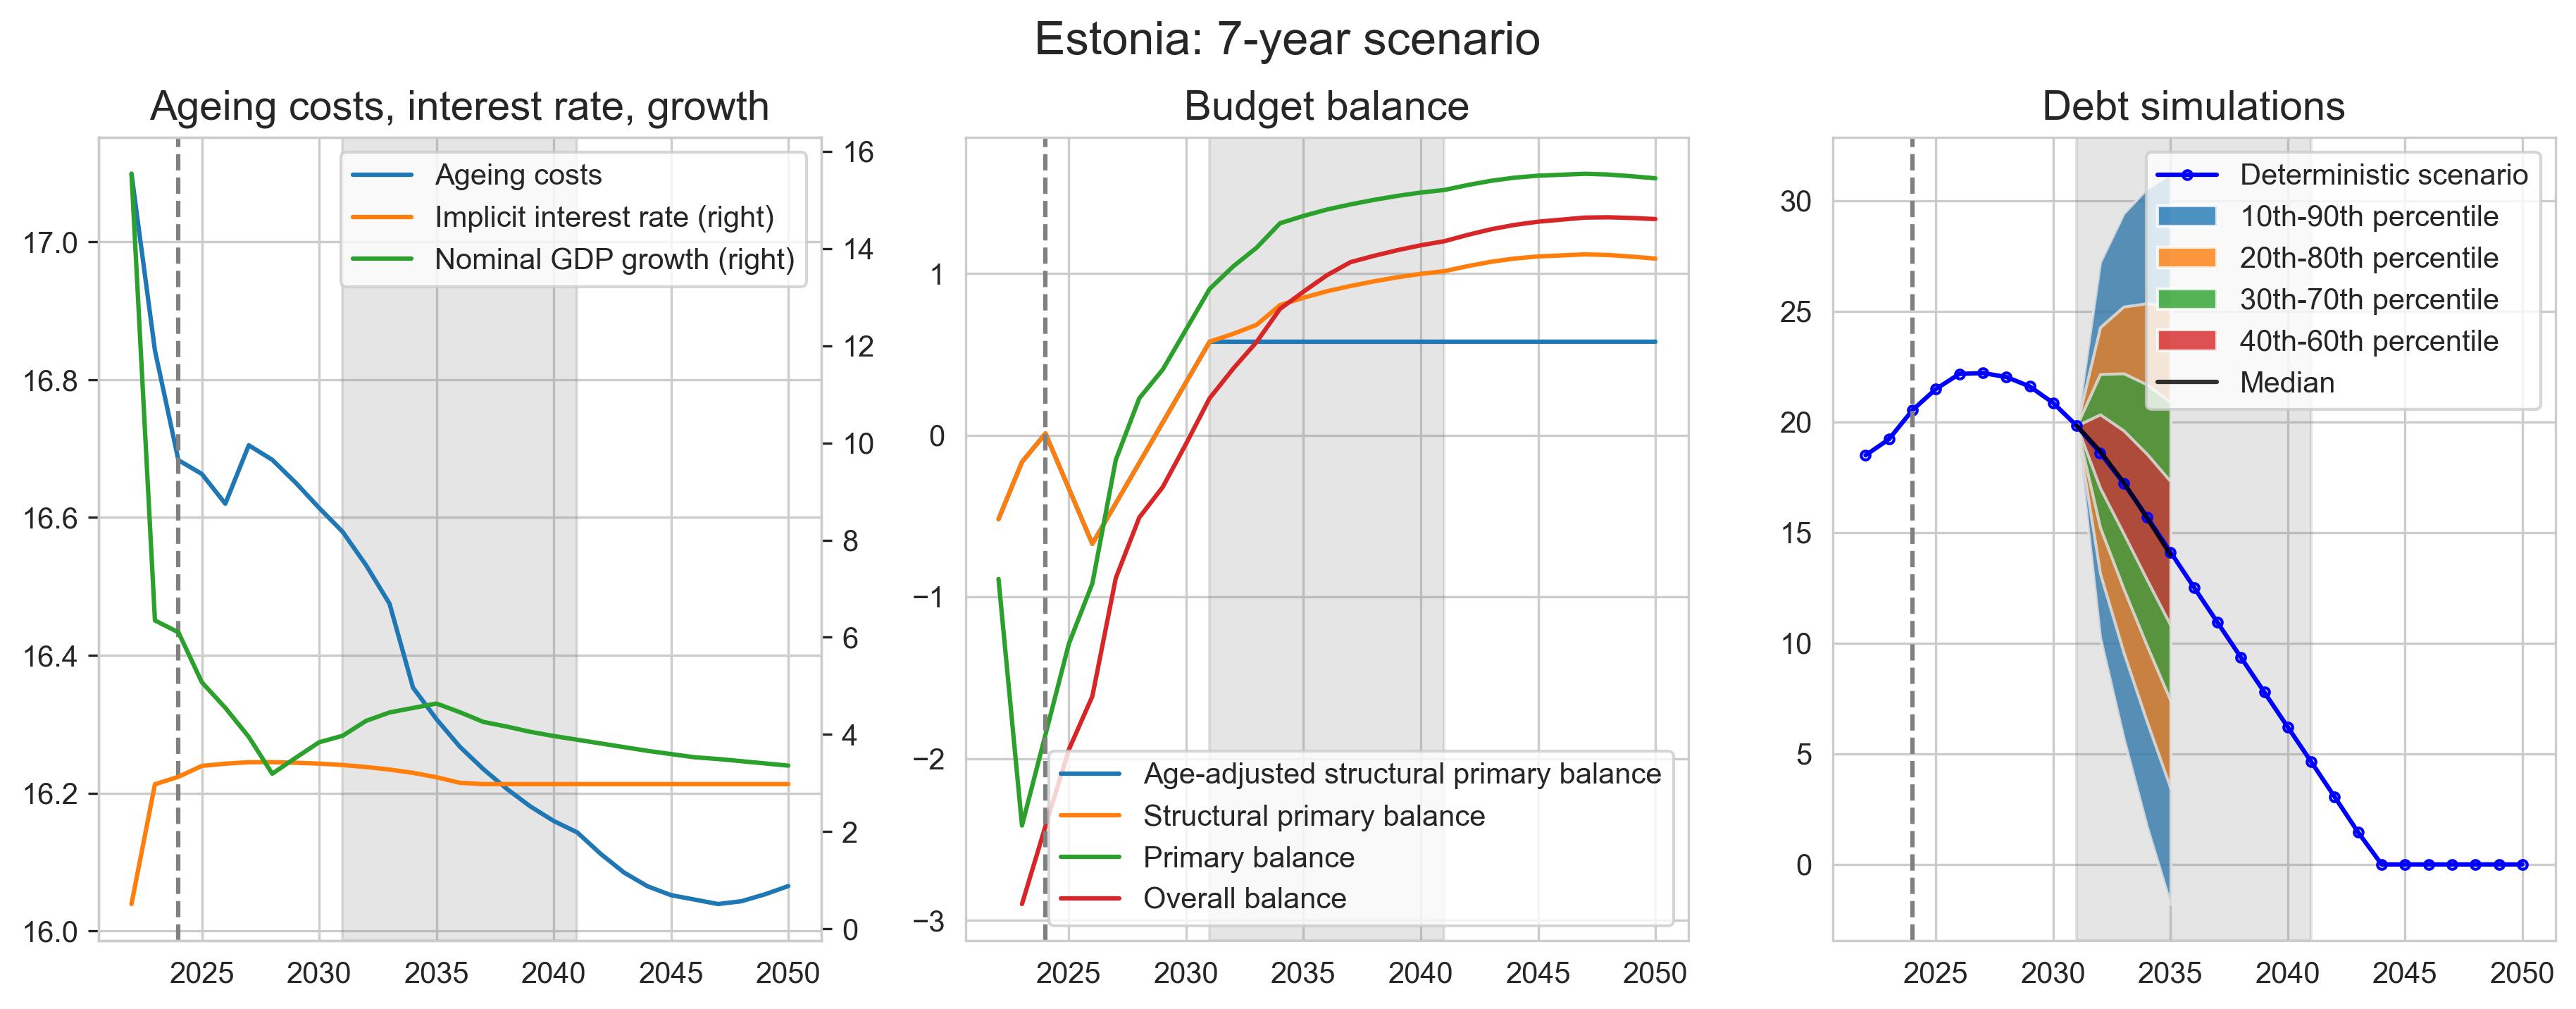 Estonia: 7-year scenario
Ageing costs, interest rate, growth
Ageing costs
Implicit interest rate (right)
Nominal GDP growth (right)
17.0
16.8
16.6
16.4
16.2
16.0
16
14
12
10
8
6
4
2
0
2025 2030 2035 2040 2045 2050
Budget balance
1
0
−1
−2
−3
Age-adjusted structural primary balance
Structural primary balance
Primary balance
Overall balance
2025 2030 2035 2040 2045 2050
Debt simulations
Deterministic scenario
10th-90th percentile
20th-80th percentile
30th-70th percentile
40th-60th percentile
Median
30
25
20
15
10
5
0
2025 2030 2035 2040 2045 2050